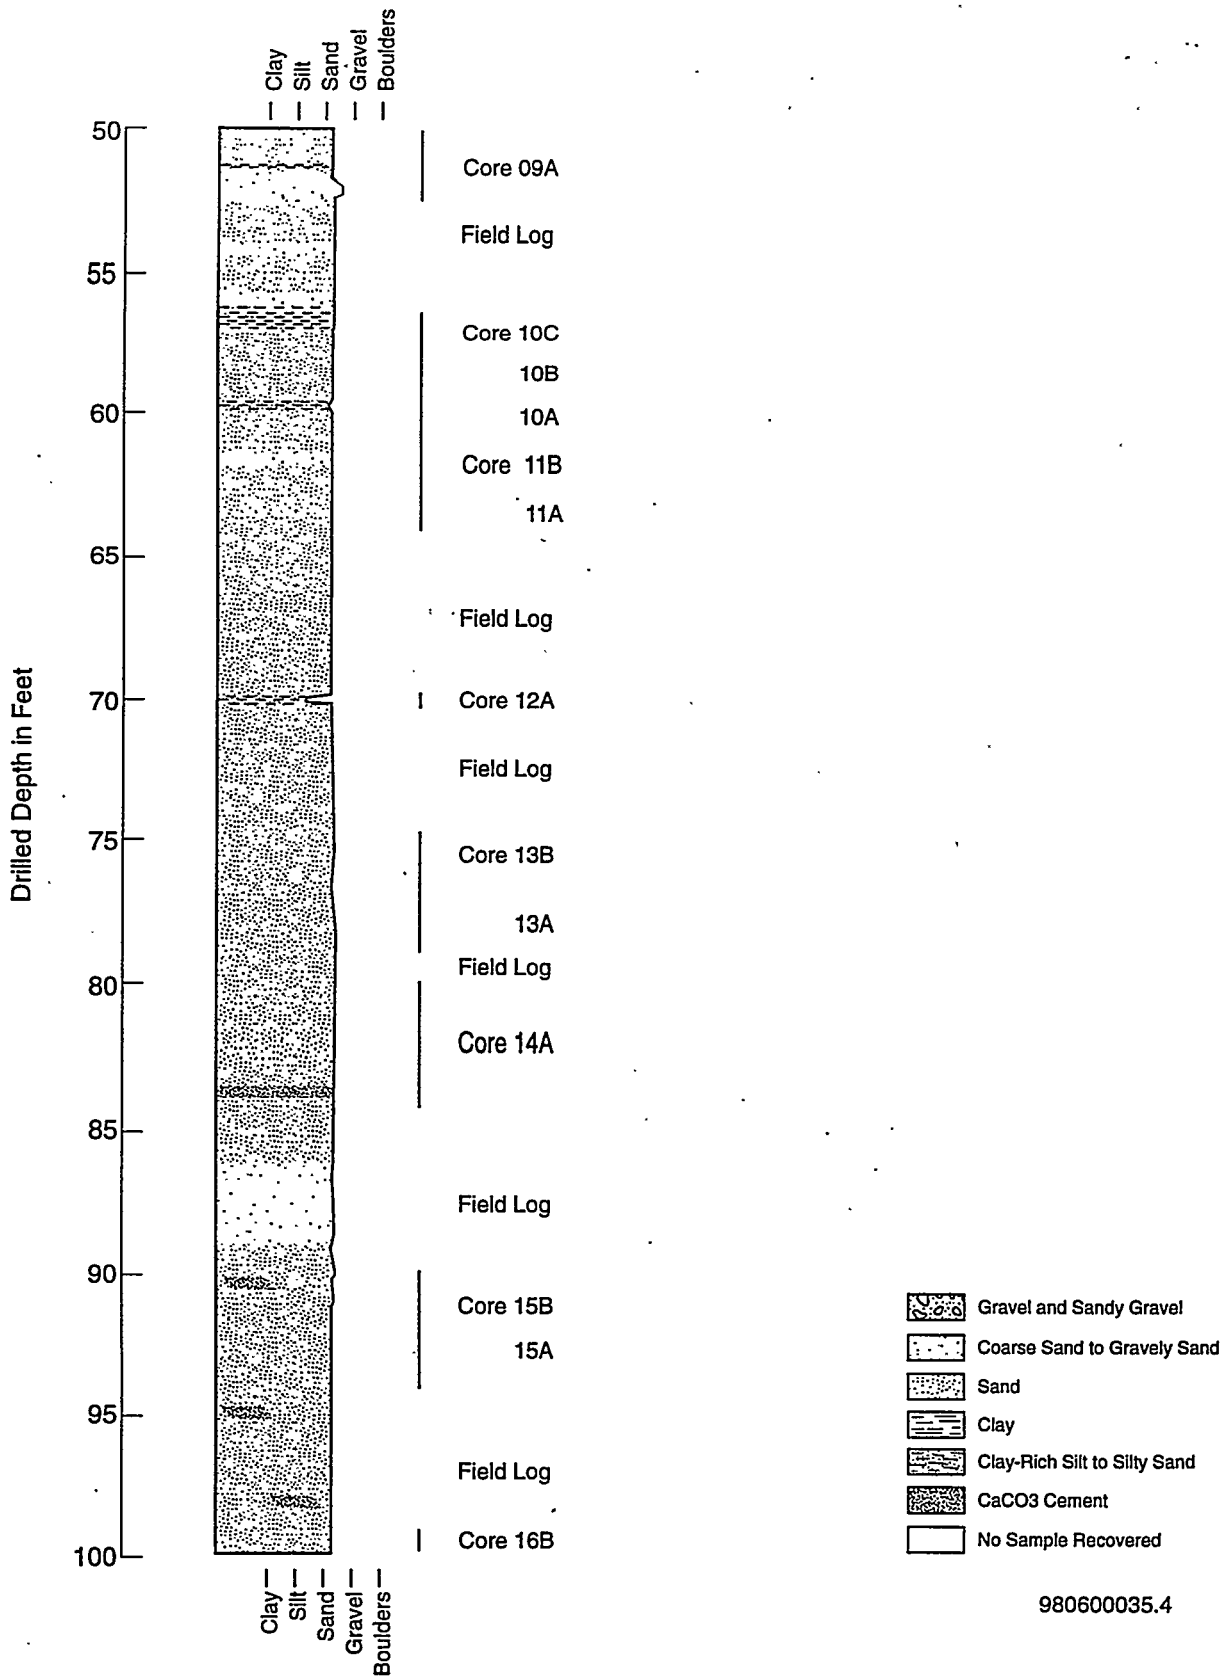 Clay
Silt
Sand
Gravel
Boulders
Drilled Depth in Feet
50
55
60
65
70
75
80
85
90
95
100
Core 09A
Field Log
Core 10C
10B
10A
Core 11B
11A
Field Log
Core 12A
Field Log
Core 13B
13A
Field Log
Core 14A
Field Log
Core 15B
15A
Field Log
Core 16B
Clay
Silt
Sand
Gravel
Boulders
Gravel and Sandy Gravel
Coarse Sand to Gravely Sand
Sand
Clay
Clay-Rich Silt to Silty Sand
CaCO3 Cement
No Sample Recovered
980600035.4